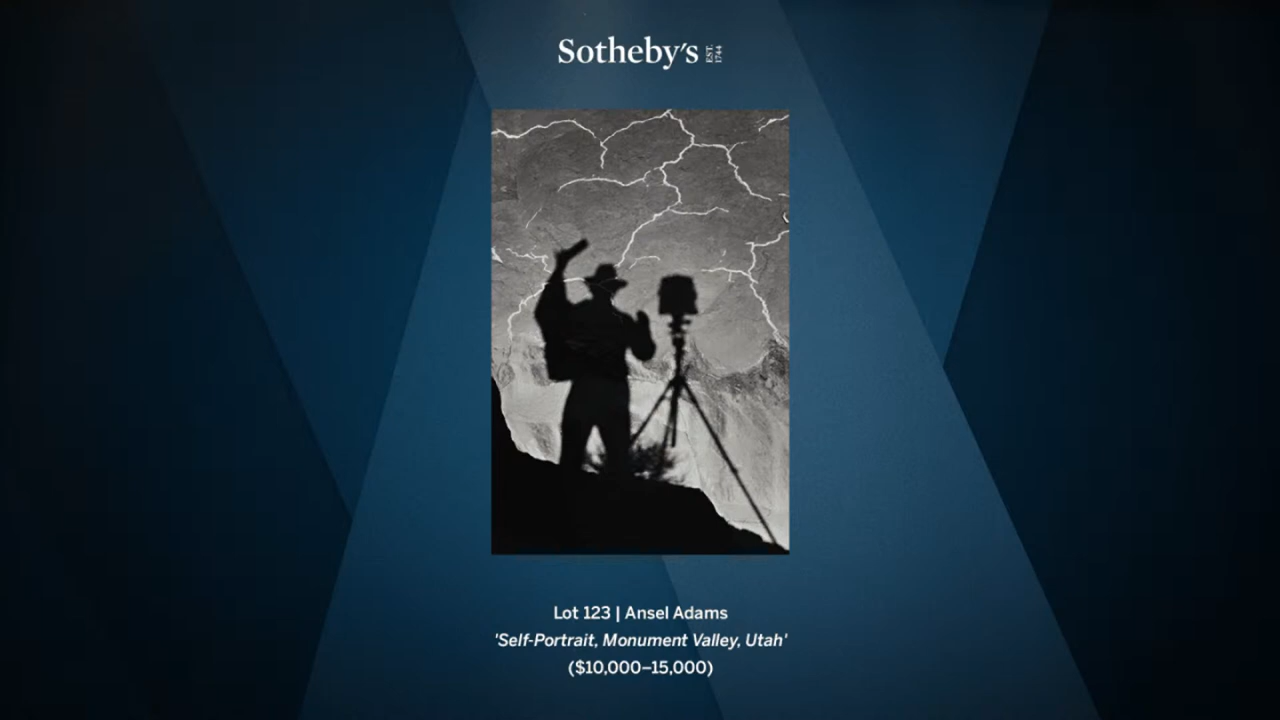 Sotheby's EST. 1744
Lot 123 | Ansel Adams
'Self-Portrait, Monument Valley, Utah'
($10,000–15,000)